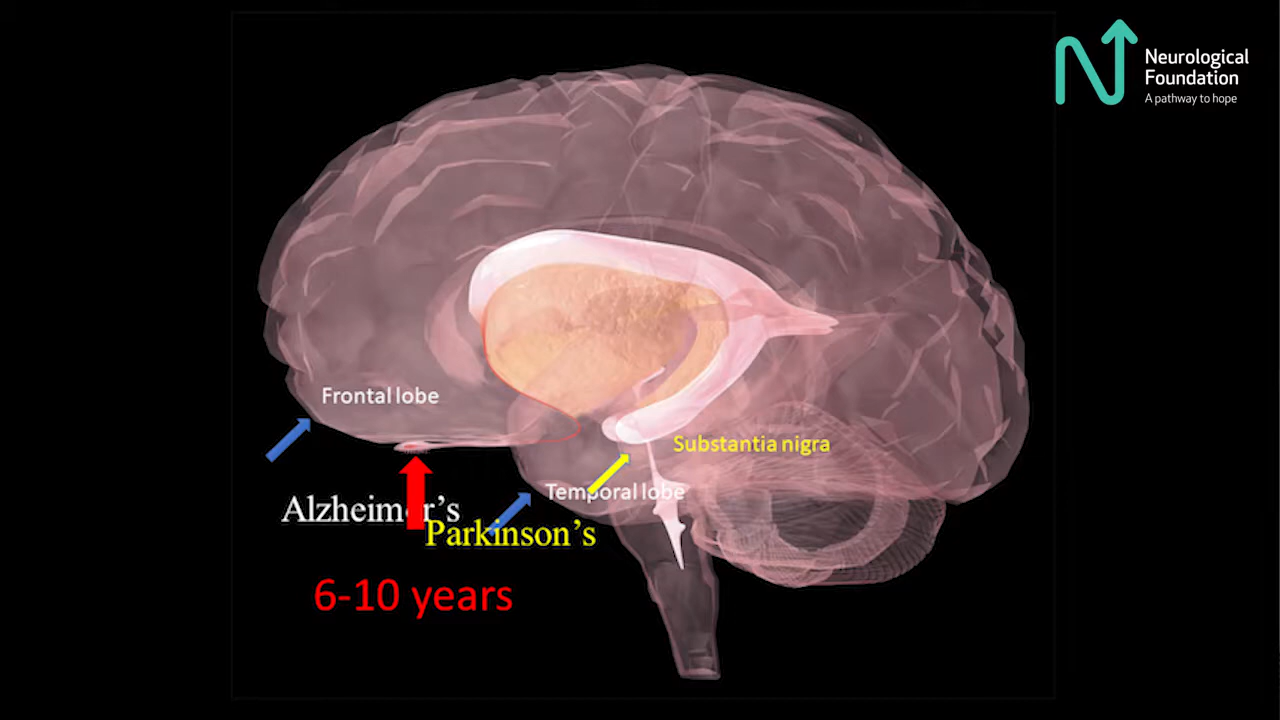 Neurological
Foundation
A pathway to hope
Frontal lobe
Substantia nigra
Temporal lobe
Alzheimer's
Parkinson's
6-10 years